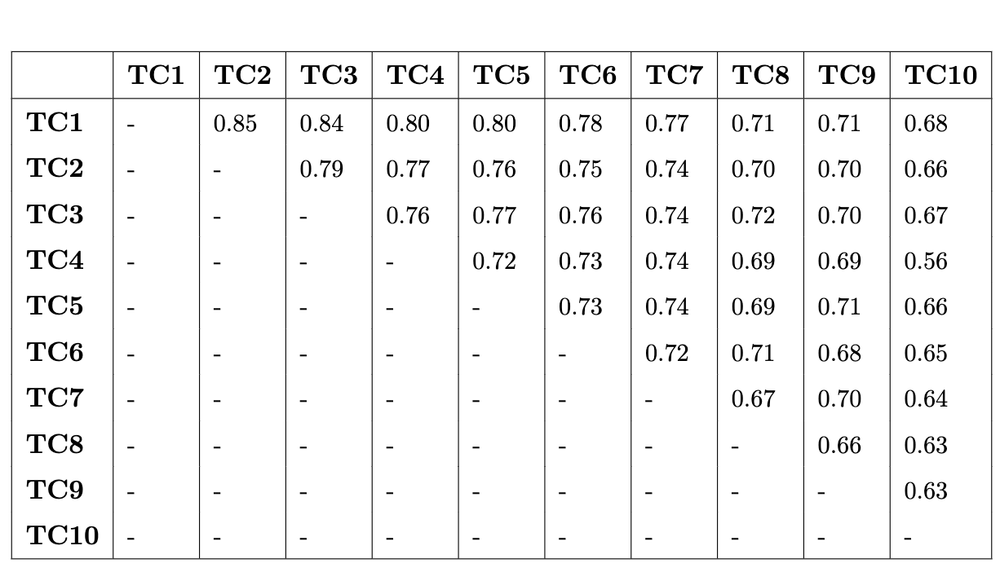 TC1 TC2 TC3 TC4 TC5 TC6 TC7 TC8 TC9 TC10
TC1 - 0.85 0.84 0.80 0.80 0.78 0.77 0.71 0.71 0.68
TC2 - - 0.79 0.77 0.76 0.75 0.74 0.70 0.70 0.66
TC3 - - - 0.76 0.77 0.76 0.74 0.72 0.70 0.67
TC4 - - - - 0.72 0.73 0.74 0.69 0.69 0.56
TC5 - - - - - 0.73 0.74 0.69 0.71 0.66
TC6 - - - - - - 0.72 0.71 0.68 0.65
TC7 - - - - - - - 0.67 0.70 0.64
TC8 - - - - - - - - 0.66 0.63
TC9 - - - - - - - - - 0.63
TC10 - - - - - - - - - -